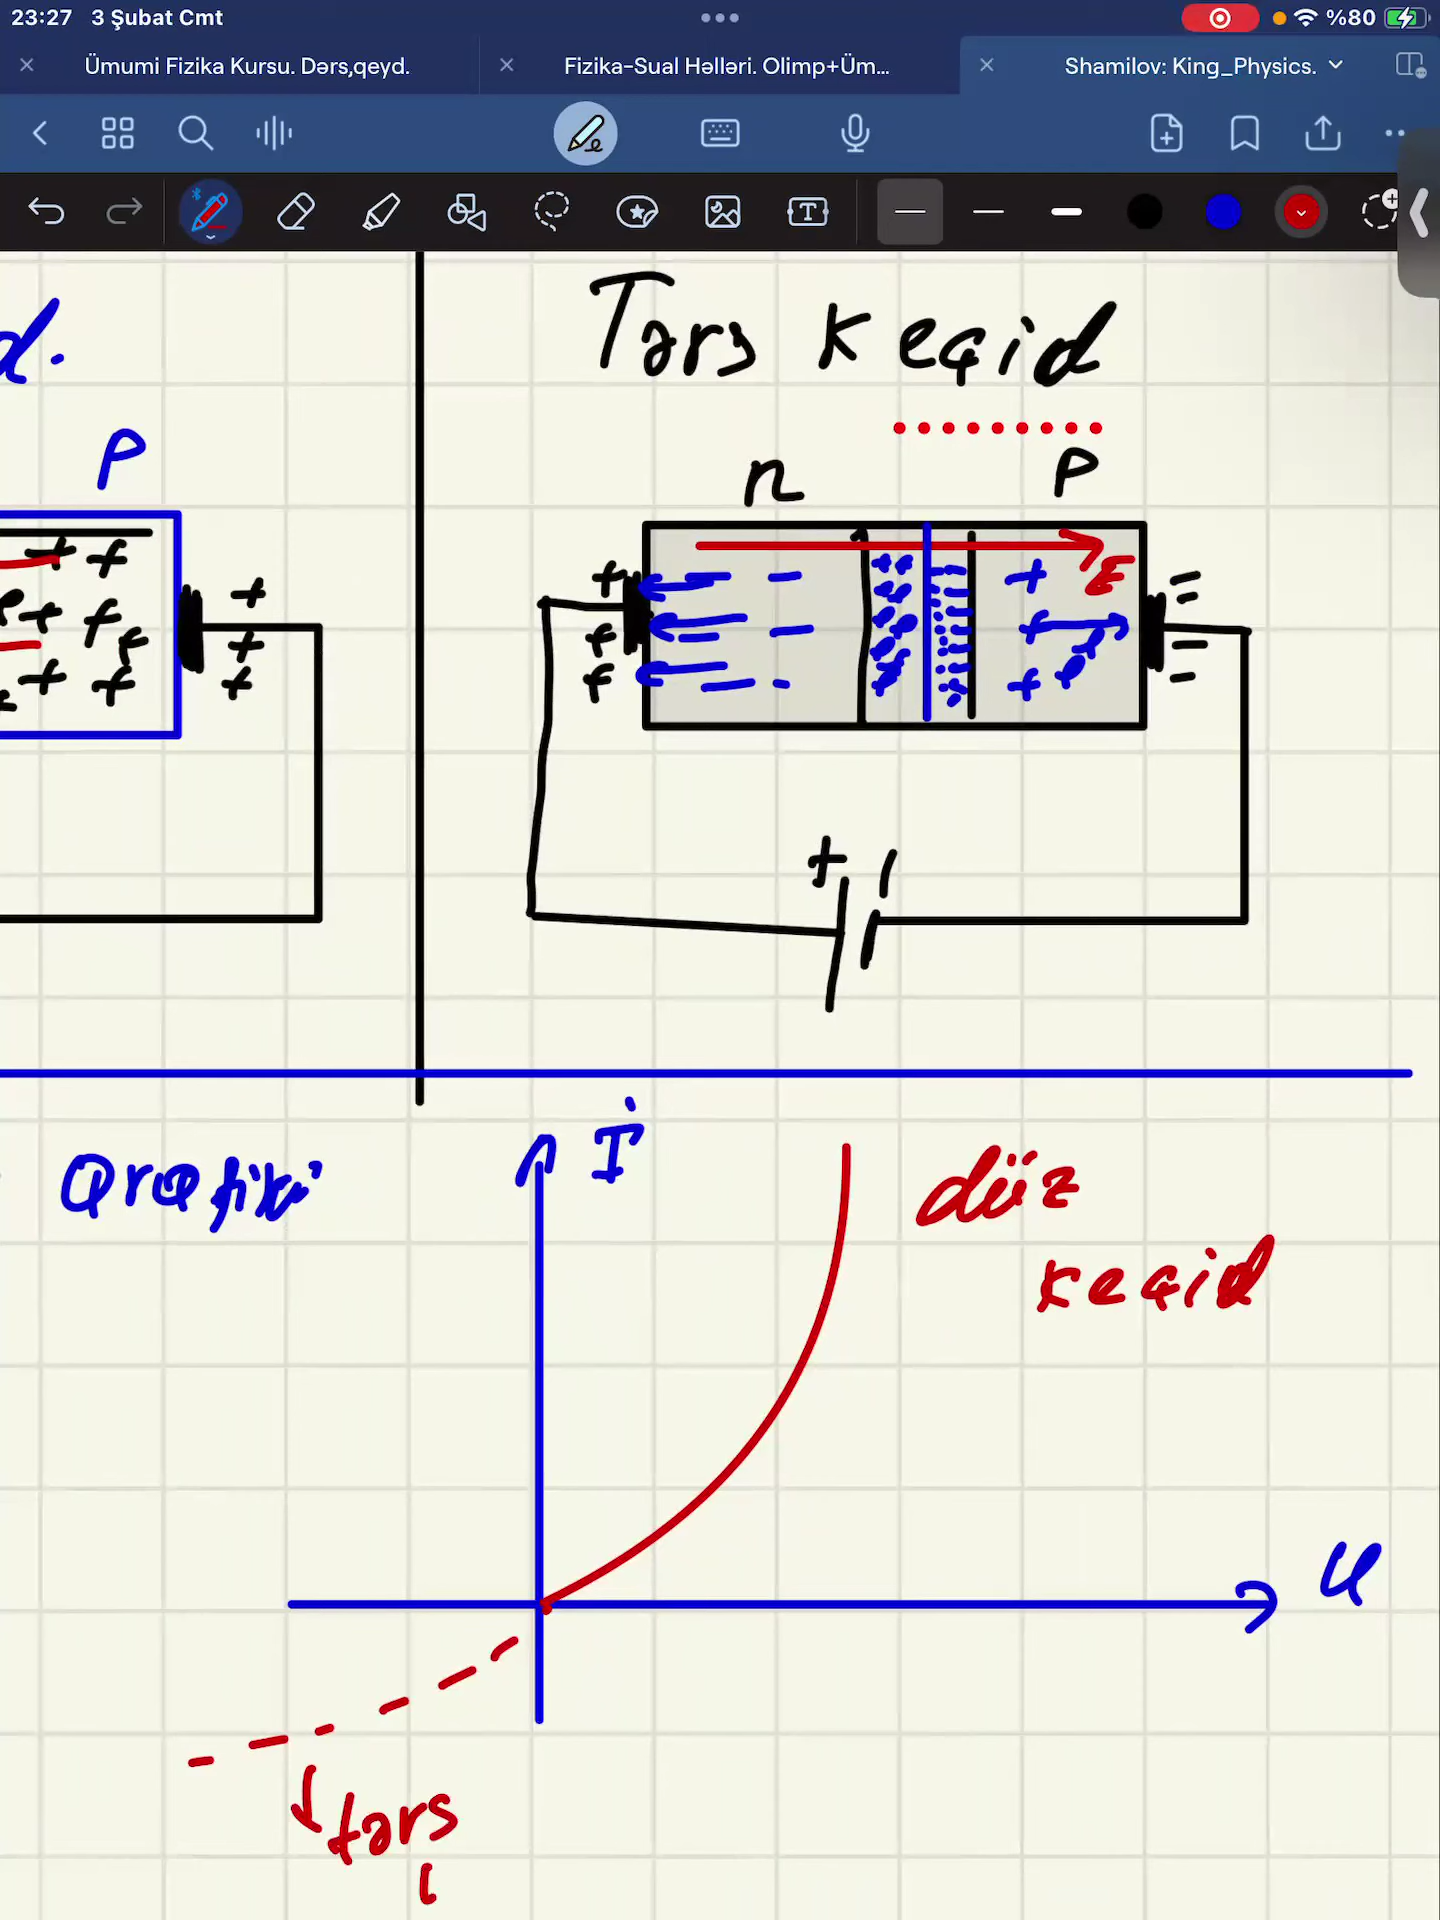 23:27 3 Şubat Cmt %80
Ümumi Fizika Kursu. Dərs,qeyd. Fizika-Sual Həlləri. Olimp+Üm... Shamilov: King_Physics.
d.
Tərs keçid
P
n P
+ + + + + + + + +
+ + +
+ + +
- - -
+ + +
E
+ -
Qrafiki
İ
düz
keçid
U
tərs